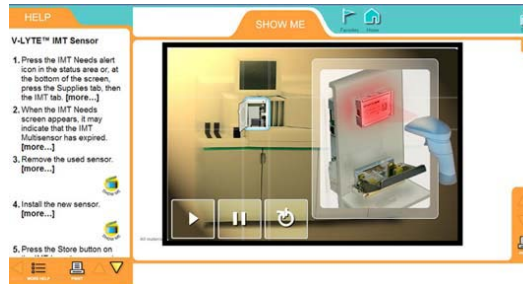 HELP
SHOW ME
Favorites Home
V-LYTE™ IMT Sensor
1. Press the IMT Needs alert
icon in the status area or, at
the bottom of the screen,
press the Supplies tab, then
the IMT tab. [more...]
2. When the IMT Needs
screen appears, it may
indicate that the IMT
Multisensor has expired.
[more...]
3. Remove the used sensor.
[more...]
4. Install the new sensor.
[more...]
5. Press the Store button on
MORE HELP PRINT